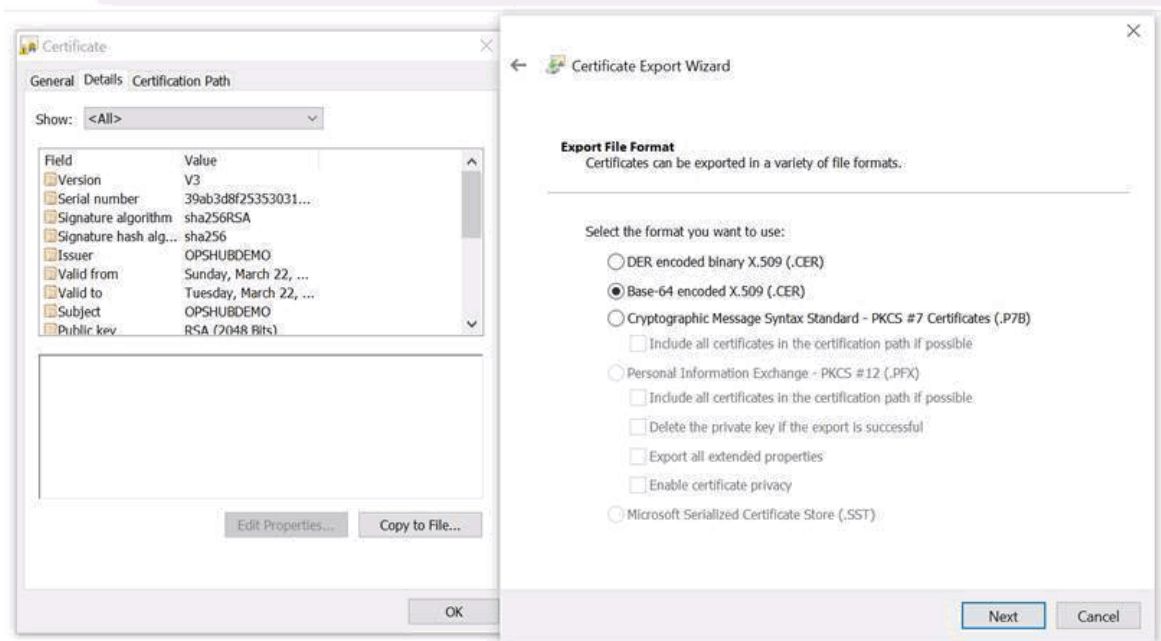 Certificate
General Details Certification Path
Show: <All>
Field Value
Version V3
Serial number 39ab3d8f25353031...
Signature algorithm sha256RSA
Signature hash alg... sha256
Issuer OPSHUBDEMO
Valid from Sunday, March 22, ...
Valid to Tuesday, March 22, ...
Subject OPSHUBDEMO
Public key RSA (2048 Bits)
Edit Properties... Copy to File...
OK
Certificate Export Wizard
Export File Format
Certificates can be exported in a variety of file formats.
Select the format you want to use:
DER encoded binary X.509 (.CER)
Base-64 encoded X.509 (.CER)
Cryptographic Message Syntax Standard - PKCS #7 Certificates (.P7B)
Include all certificates in the certification path if possible
Personal Information Exchange - PKCS #12 (.PFX)
Include all certificates in the certification path if possible
Delete the private key if the export is successful
Export all extended properties
Enable certificate privacy
Microsoft Serialized Certificate Store (.SST)
Next Cancel